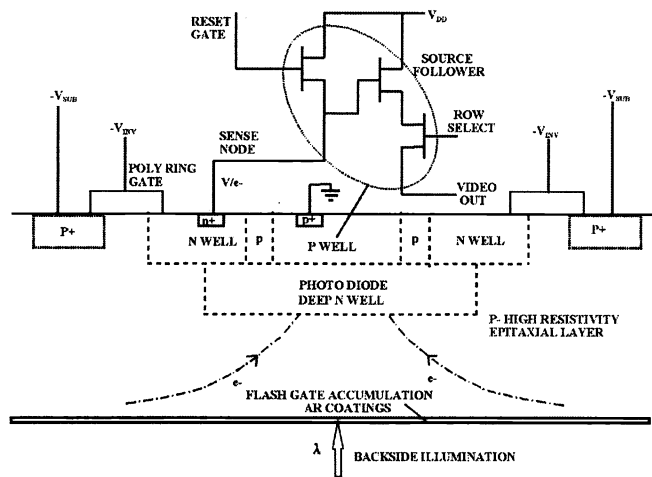 RESET
GATE
V_DD
SOURCE
FOLLOWER
-V_SUB
-V_INV
SENSE
NODE
ROW
SELECT
-V_INV
-V_SUB
POLY RING
GATE
V/e-
VIDEO
OUT
P+
n+
p+
P+
N WELL
p
P WELL
p
N WELL
PHOTO DIODE
DEEP N WELL
P- HIGH RESISTIVITY
EPITAXIAL LAYER
e-
e-
FLASH GATE ACCUMULATION
AR COATINGS
λ
BACKSIDE ILLUMINATION